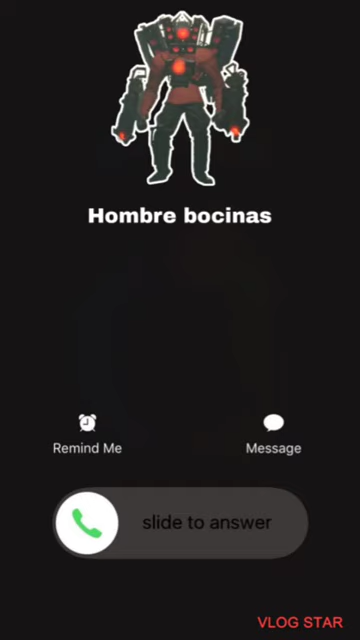 Hombre bocinas
Remind Me
Message
slide to answer
VLOG STAR